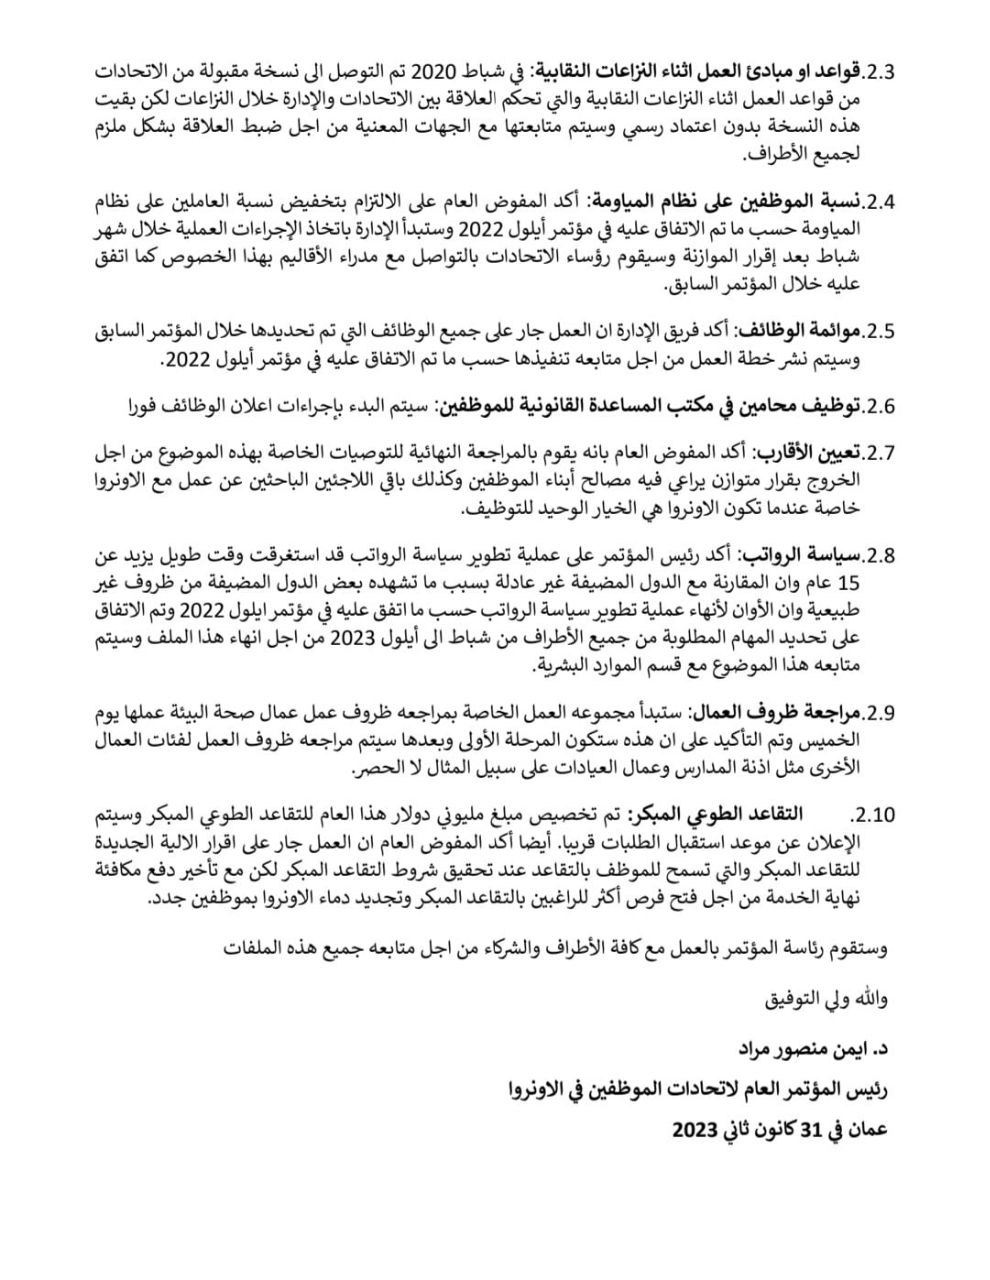 2.3.قواعد او مبادئ العمل اثناء النزاعات النقابية: في شباط 2020 تم التوصل الى نسخة مقبولة من الاتحادات
من قواعد العمل اثناء النزاعات النقابية والتي تحكم العلاقة بين الاتحادات والإدارة خلال النزاعات لكن بقيت
هذه النسخة بدون اعتماد رسمي وسيتم متابعتها مع الجهات المعنية من اجل ضبط العلاقة بشكل ملزم
لجميع الأطراف.
2.4.نسبة الموظفين على نظام المياومة: أكد المفوض العام على الالتزام بتخفيض نسبة العاملين على نظام
المياومة حسب ما تم الاتفاق عليه في مؤتمر أيلول 2022 وستبدأ الإدارة باتخاذ الإجراءات العملية خلال شهر
شباط بعد إقرار الموازنة وسيقوم رؤساء الاتحادات بالتواصل مع مدراء الأقاليم بهذا الخصوص كما اتفق
عليه خلال المؤتمر السابق.
2.5.موائمة الوظائف: أكد فريق الإدارة ان العمل جار على جميع الوظائف التي تم تحديدها خلال المؤتمر السابق
وسيتم نشر خطة العمل من اجل متابعه تنفيذها حسب ما تم الاتفاق عليه في مؤتمر أيلول 2022.
2.6.توظيف محامين في مكتب المساعدة القانونية للموظفين: سيتم البدء بإجراءات اعلان الوظائف فورا
2.7.تعيين الأقارب: أكد المفوض العام بانه يقوم بالمراجعة النهائية للتوصيات الخاصة بهذه الموضوع من اجل
الخروج بقرار متوازن يراعي فيه مصالح أبناء الموظفين وكذلك باقي اللاجئين الباحثين عن عمل مع الاونروا
خاصة عندما تكون الاونروا هي الخيار الوحيد للتوظيف.
2.8.سياسة الرواتب: أكد رئيس المؤتمر على عملية تطوير سياسة الرواتب قد استغرقت وقت طويل يزيد عن
15 عام وان المقارنة مع الدول المضيفة غير عادلة بسبب ما تشهده بعض الدول المضيفة من ظروف غير
طبيعية وان الأوان لأنهاء عملية تطوير سياسة الرواتب حسب ما اتفق عليه في مؤتمر ايلول 2022 وتم الاتفاق
على تحديد المهام المطلوبة من جميع الأطراف من شباط الى أيلول 2023 من اجل انهاء هذا الملف وسيتم
متابعه هذا الموضوع مع قسم الموارد البشرية.
2.9.مراجعة ظروف العمال: ستبدأ مجموعه العمل الخاصة بمراجعه ظروف عمل عمال صحة البيئة عملها يوم
الخميس وتم التأكيد على ان هذه ستكون المرحلة الأولى وبعدها سيتم مراجعه ظروف العمل لفئات العمال
الأخرى مثل اذنة المدارس وعمال العيادات على سبيل المثال لا الحصر.
2.10. التقاعد الطوعي المبكر: تم تخصيص مبلغ مليوني دولار هذا العام للتقاعد الطوعي المبكر وسيتم
الإعلان عن موعد استقبال الطلبات قريبا. أيضا أكد المفوض العام ان العمل جار على اقرار الالية الجديدة
للتقاعد المبكر والتي تسمح للموظف بالتقاعد عند تحقيق شروط التقاعد المبكر لكن مع تأخير دفع مكافئة
نهاية الخدمة من اجل فتح فرص أكثر للراغبين بالتقاعد المبكر وتجديد دماء الاونروا بموظفين جدد.
وستقوم رئاسة المؤتمر بالعمل مع كافة الأطراف والشركاء من اجل متابعه جميع هذه الملفات
والله ولي التوفيق
د. ايمن منصور مراد
رئيس المؤتمر العام لاتحادات الموظفين في الاونروا
عمان في 31 كانون ثاني 2023